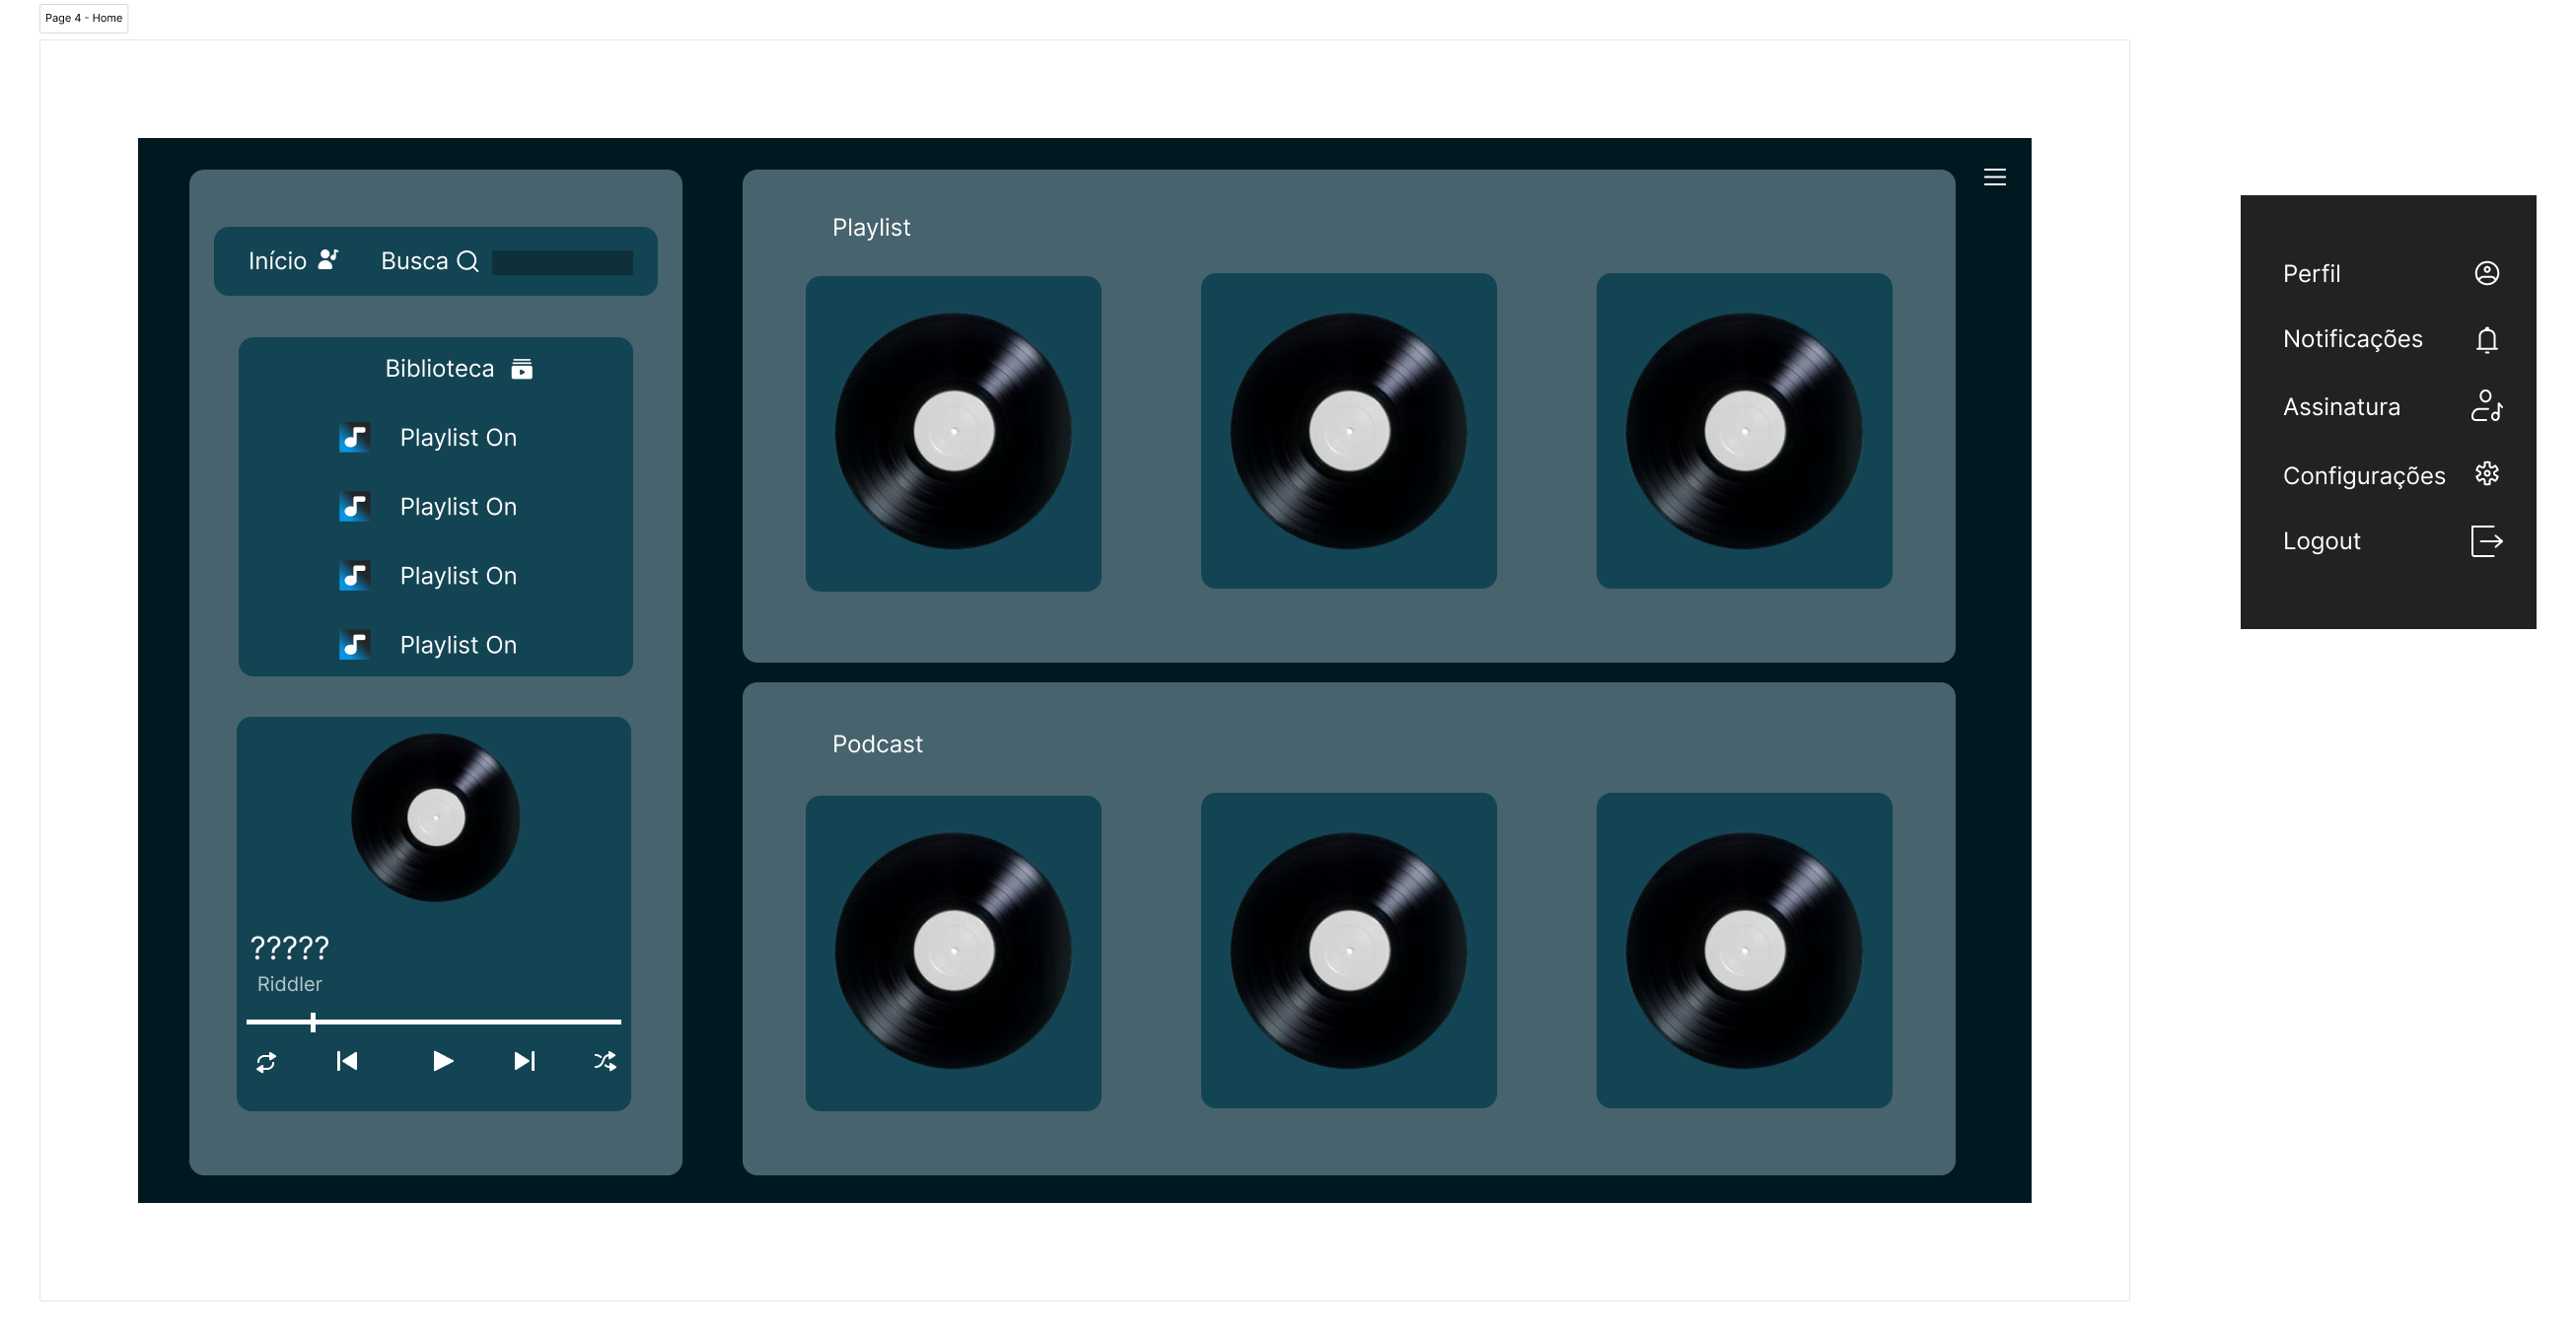 Page 4 - Home
Início
Busca
Biblioteca
Playlist On
Playlist On
Playlist On
Playlist On
?????
Riddler
Playlist
Podcast
Perfil
Notificações
Assinatura
Configurações
Logout